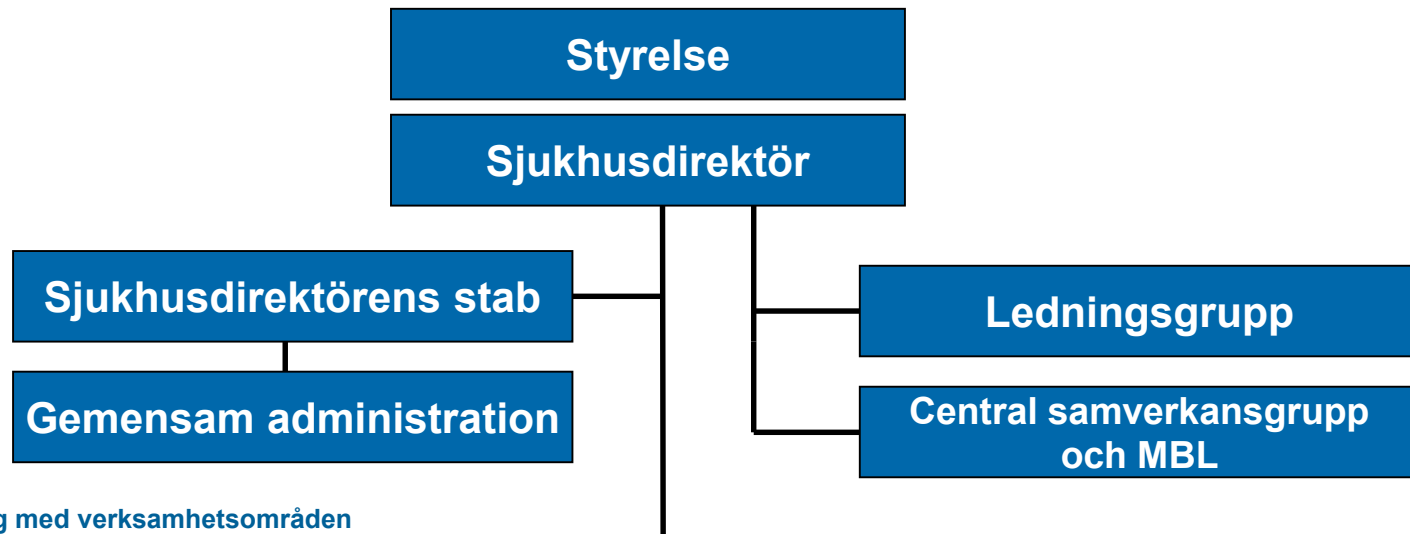 Styrelse
Sjukhusdirektör
Sjukhusdirektörens stab
Ledningsgrupp
Gemensam administration
Central samverkansgrupp
och MBL
med verksamhetsområden